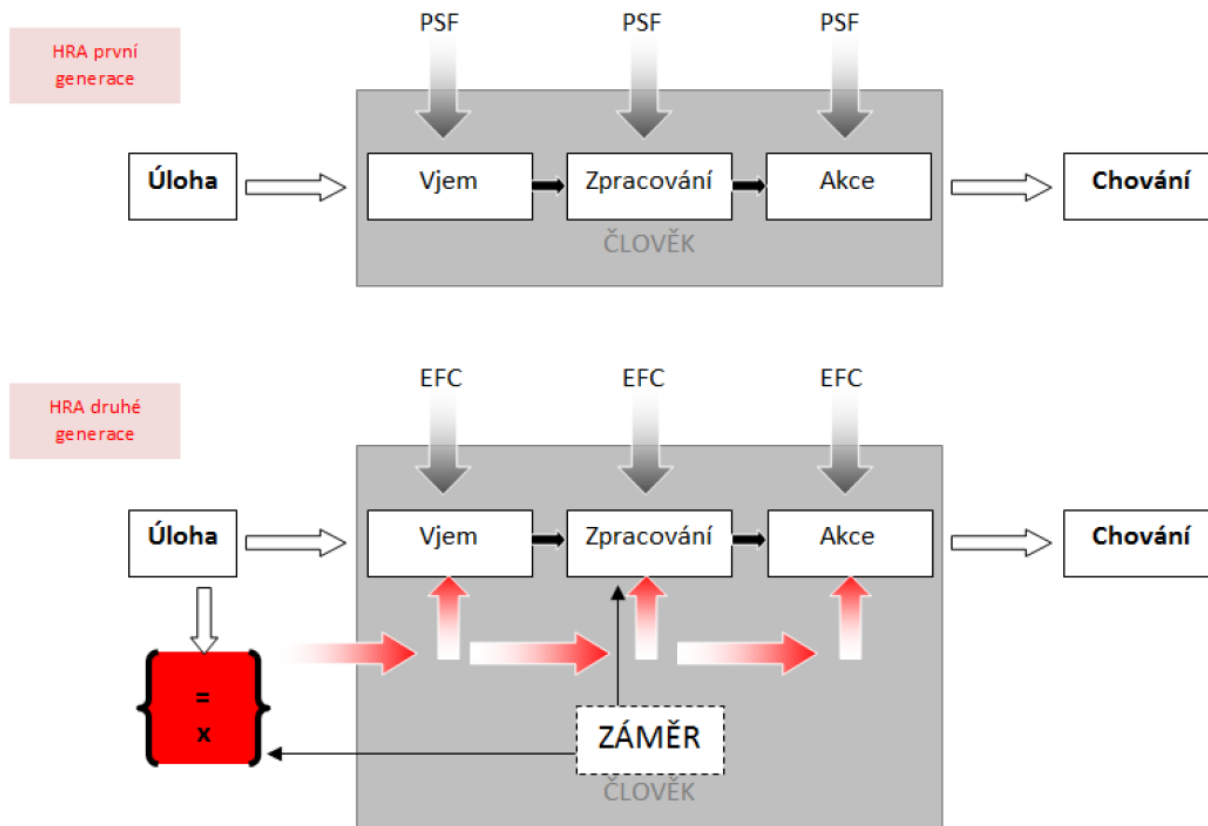 PSF PSF PSF
HRA první
generace
Úloha Vjem Zpracování Akce Chování
ČLOVĚK
EFC EFC EFC
HRA druhé
generace
Úloha Vjem Zpracování Akce Chování
=
x
ZÁMĚR
ČLOVĚK